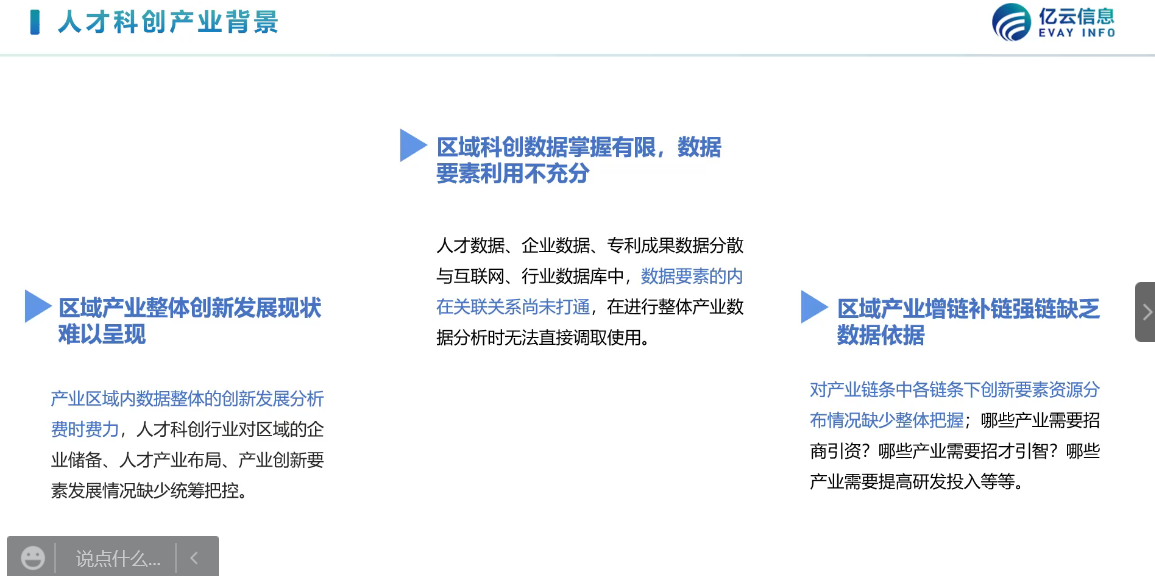 人才科创产业背景
亿云信息
EVAY INFO
区域产业整体创新发展现状
难以呈现
产业区域内数据整体的创新发展分析
费时费力，人才科创行业对区域的企
业储备、人才产业布局、产业创新要
素发展情况缺少统筹把控。
区域科创数据掌握有限，数据
要素利用不充分
人才数据、企业数据、专利成果数据分散
与互联网、行业数据库中，数据要素的内
在关联关系尚未打通，在进行整体产业数
据分析时无法直接调取使用。
区域产业增链补链强链缺乏
数据依据
对产业链条中各链条下创新要素资源分
布情况缺少整体把握；哪些产业需要招
商引资？哪些产业需要招才引智？哪些
产业需要提高研发投入等等。
说点什么...